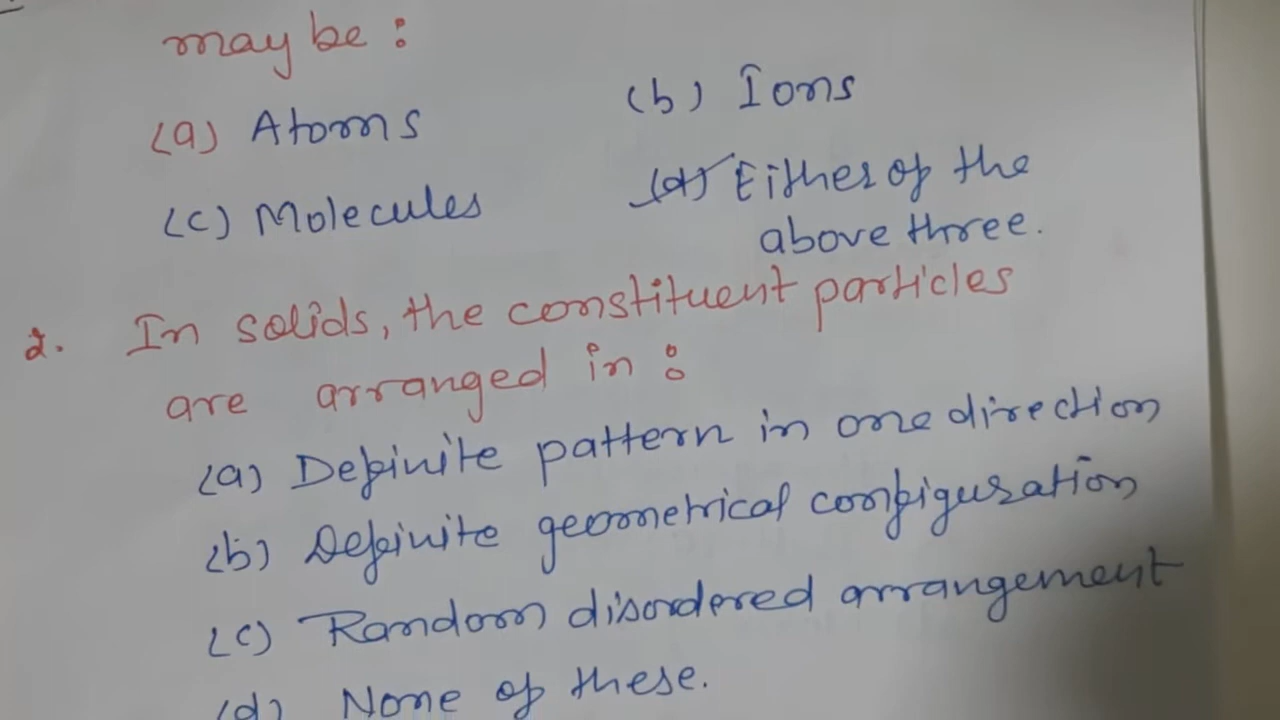 may be :
(a) Atoms (b) Ions
(c) Molecules (d) Either of the
above three.
2. In solids, the constituent particles
are arranged in :
(a) Definite pattern in one direction
(b) Definite geometrical configuration
(c) Random disordered arrangement
(d) None of these.